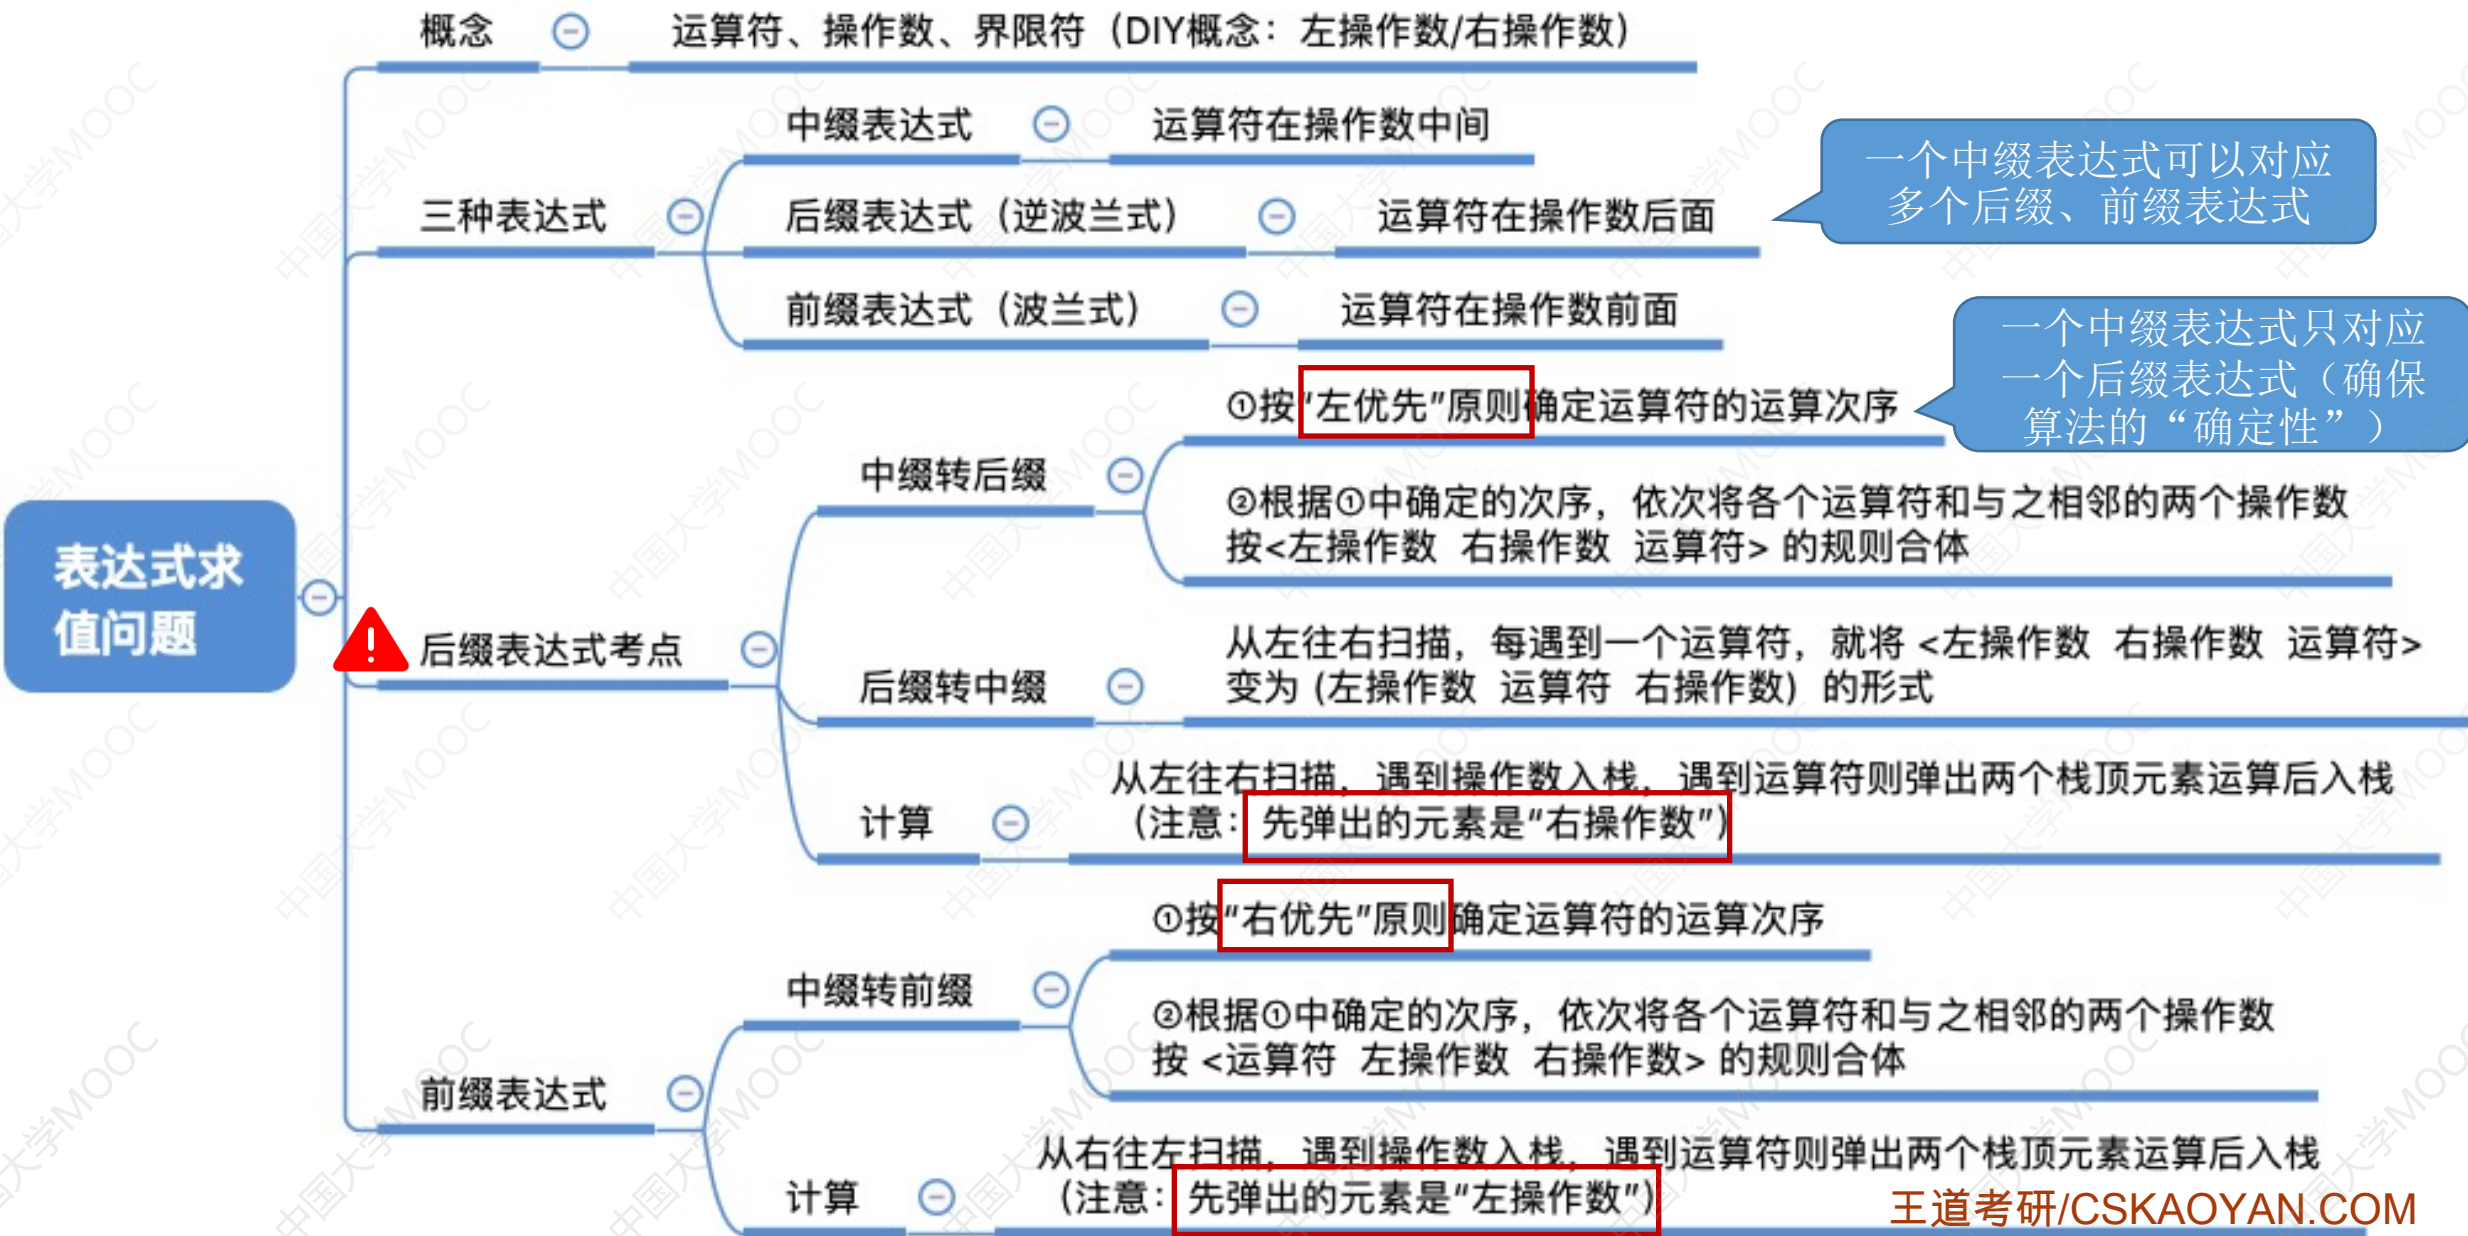 概念
运算符、操作数、界限符（DIY概念：左操作数/右操作数）
中缀表达式
运算符在操作数中间
一个中缀表达式可以对应
多个后缀、前缀表达式
三种表达式
后缀表达式（逆波兰式）
运算符在操作数后面
前缀表达式（波兰式）
运算符在操作数前面
一个中缀表达式只对应
一个后缀表达式（确保
算法的“确定性”）
①按"左优先"原则确定运算符的运算次序
中缀转后缀
②根据①中确定的次序，依次将各个运算符和与之相邻的两个操作数
按<左操作数 右操作数 运算符> 的规则合体
表达式求
值问题
后缀表达式考点
从左往右扫描，每遇到一个运算符，就将 <左操作数 右操作数 运算符>
变为 (左操作数 运算符 右操作数) 的形式
后缀转中缀
从左往右扫描，遇到操作数入栈，遇到运算符则弹出两个栈顶元素运算后入栈
（注意：先弹出的元素是"右操作数"）
计算
①按"右优先"原则确定运算符的运算次序
中缀转前缀
②根据①中确定的次序，依次将各个运算符和与之相邻的两个操作数
按 <运算符 左操作数 右操作数> 的规则合体
前缀表达式
从右往左扫描，遇到操作数入栈，遇到运算符则弹出两个栈顶元素运算后入栈
（注意：先弹出的元素是"左操作数"）
计算
王道考研/CSKAOYAN.COM
中国大学MOOC